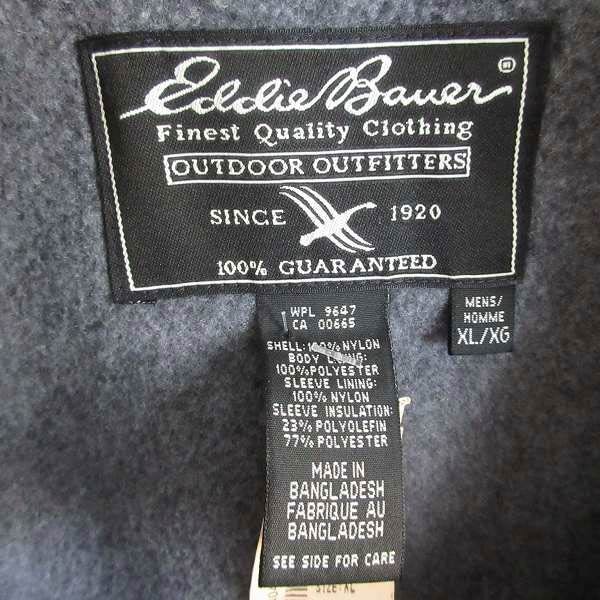 Eddie Bauer
Finest Quality Clothing
OUTDOOR OUTFITTERS
SINCE 1920
100% GUARANTEED
MENS/
HOMME
XL/XG
WPL 9647
CA 00665
SHELL: 100% NYLON
BODY LINING:
100% POLYESTER
SLEEVE LINING:
100% NYLON
SLEEVE INSULATION:
23% POLYOLEFIN
77% POLYESTER
MADE IN
BANGLADESH
FABRIQUE AU
BANGLADESH
SEE SIDE FOR CARE
SIZE: XL